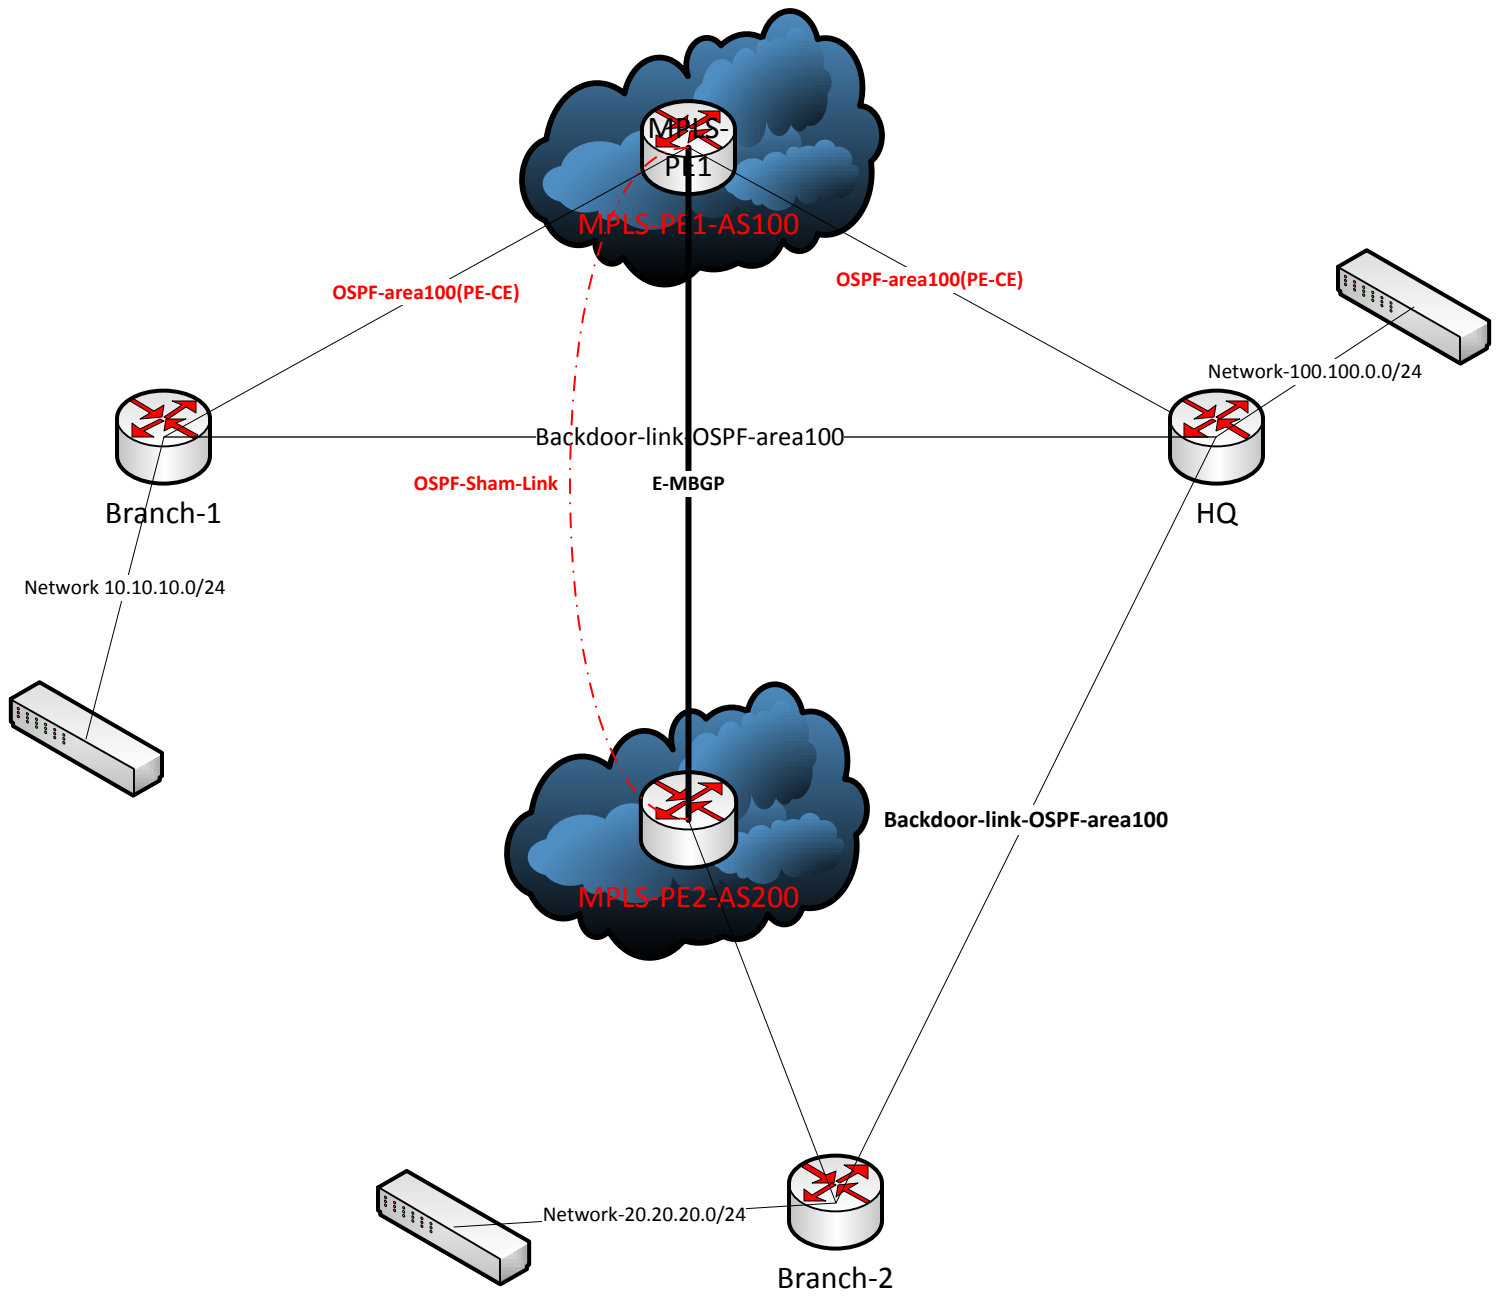 MPLS-
PE1
MPLS-PE1-AS100
OSPF-area100(PE-CE)
OSPF-area100(PE-CE)
Network-100.100.0.0/24
Backdoor-link-OSPF-area100
OSPF-Sham-Link
E-MBGP
Branch-1
HQ
Network 10.10.10.0/24
Backdoor-link-OSPF-area100
MPLS-PE2-AS200
Network-20.20.20.0/24
Branch-2